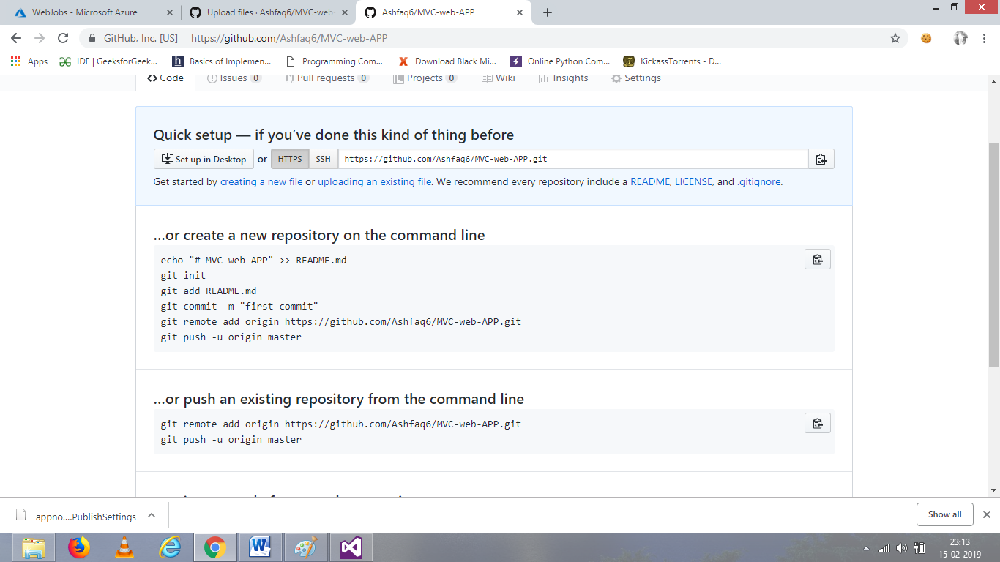 WebJobs - Microsoft Azure
Upload files · Ashfaq6/MVC-web-
Ashfaq6/MVC-web-APP
GitHub, Inc. [US] | https://github.com/Ashfaq6/MVC-web-APP
Apps
IDE | GeeksforGeek...
Basics of Implemen...
Programming Com...
Download Black Mi...
Online Python Com...
KickassTorrents - D...
Code
Issues 0
Pull requests 0
Projects 0
Wiki
Insights
Settings
Quick setup — if you’ve done this kind of thing before
Set up in Desktop or HTTPS SSH https://github.com/Ashfaq6/MVC-web-APP.git
Get started by creating a new file or uploading an existing file. We recommend every repository include a README, LICENSE, and .gitignore.
…or create a new repository on the command line
echo "# MVC-web-APP" >> README.md
git init
git add README.md
git commit -m "first commit"
git remote add origin https://github.com/Ashfaq6/MVC-web-APP.git
git push -u origin master
…or push an existing repository from the command line
git remote add origin https://github.com/Ashfaq6/MVC-web-APP.git
git push -u origin master
appno....PublishSettings
Show all
23:13
15-02-2019